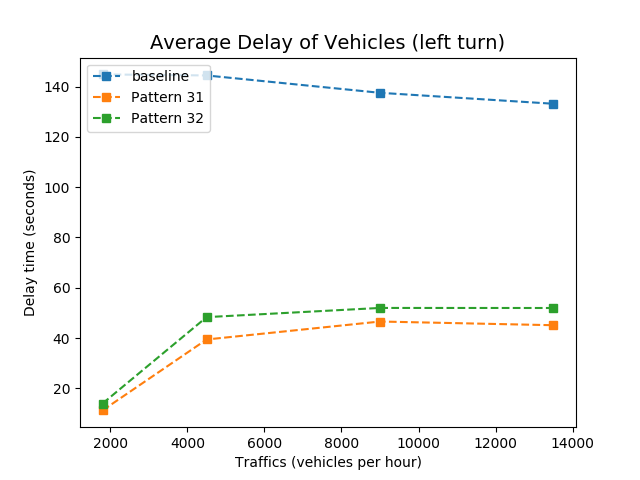 Average Delay of Vehicles (left turn)
140
120
100
80
60
40
20
Delay time (seconds)
baseline
Pattern 31
Pattern 32
2000 4000 6000 8000 10000 12000 14000
Traffics (vehicles per hour)